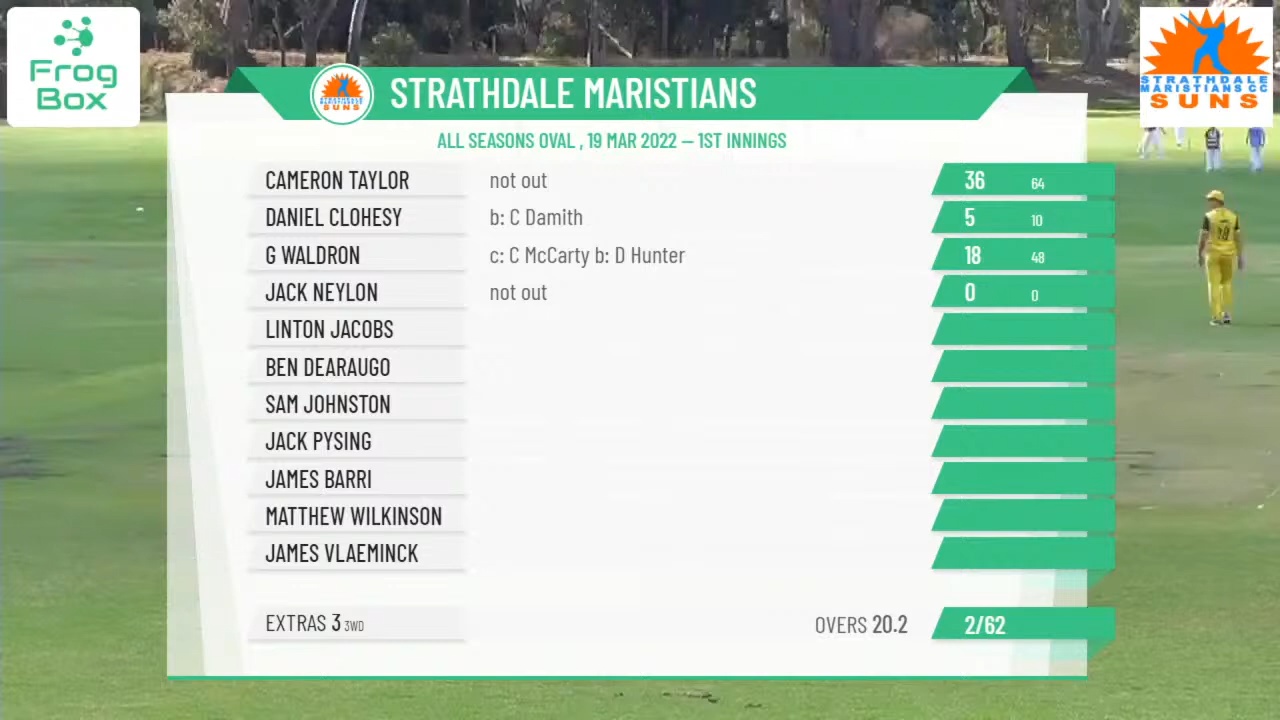 Frog
Box
STRATHDALE
MARISTIANS CC
SUNS
STRATHDALE MARISTIANS
SUNS
ALL SEASONS OVAL , 19 MAR 2022 – 1ST INNINGS
CAMERON TAYLOR not out 36 64
DANIEL CLOHESY b: C Damith 5 10
G WALDRON c: C McCarty b: D Hunter 18 48
JACK NEYLON not out 0 0
LINTON JACOBS
BEN DEARAUGO
SAM JOHNSTON
JACK PYSING
JAMES BARRI
MATTHEW WILKINSON
JAMES VLAEMINCK
EXTRAS 3 3WD OVERS 20.2 2/62